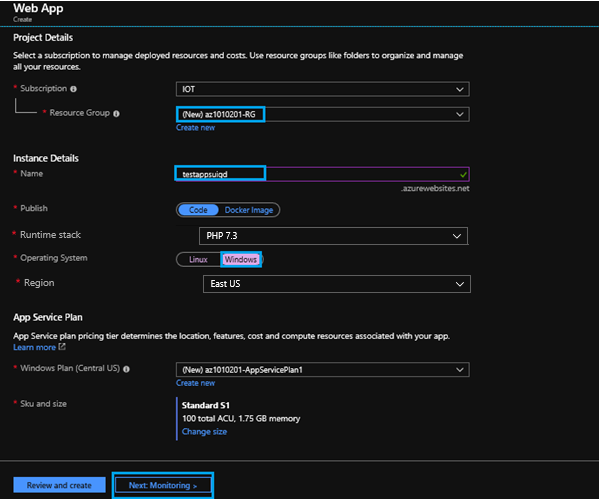 Web App
Create
Project Details
Select a subscription to manage deployed resources and costs. Use resource groups like folders to organize and manage
all your resources.
* Subscription
IOT
* Resource Group
(New) az1010201-RG
Create new
Instance Details
* Name
testappsuiqd
.azurewebsites.net
* Publish
Code Docker Image
* Runtime stack
PHP 7.3
* Operating System
Linux Windows
* Region
East US
App Service Plan
App Service plan pricing tier determines the location, features, cost and compute resources associated with your app.
Learn more
* Windows Plan (Central US)
(New) az1010201-AppServicePlan1
Create new
* Sku and size
Standard S1
100 total ACU, 1.75 GB memory
Change size
Review and create
Next: Monitoring >